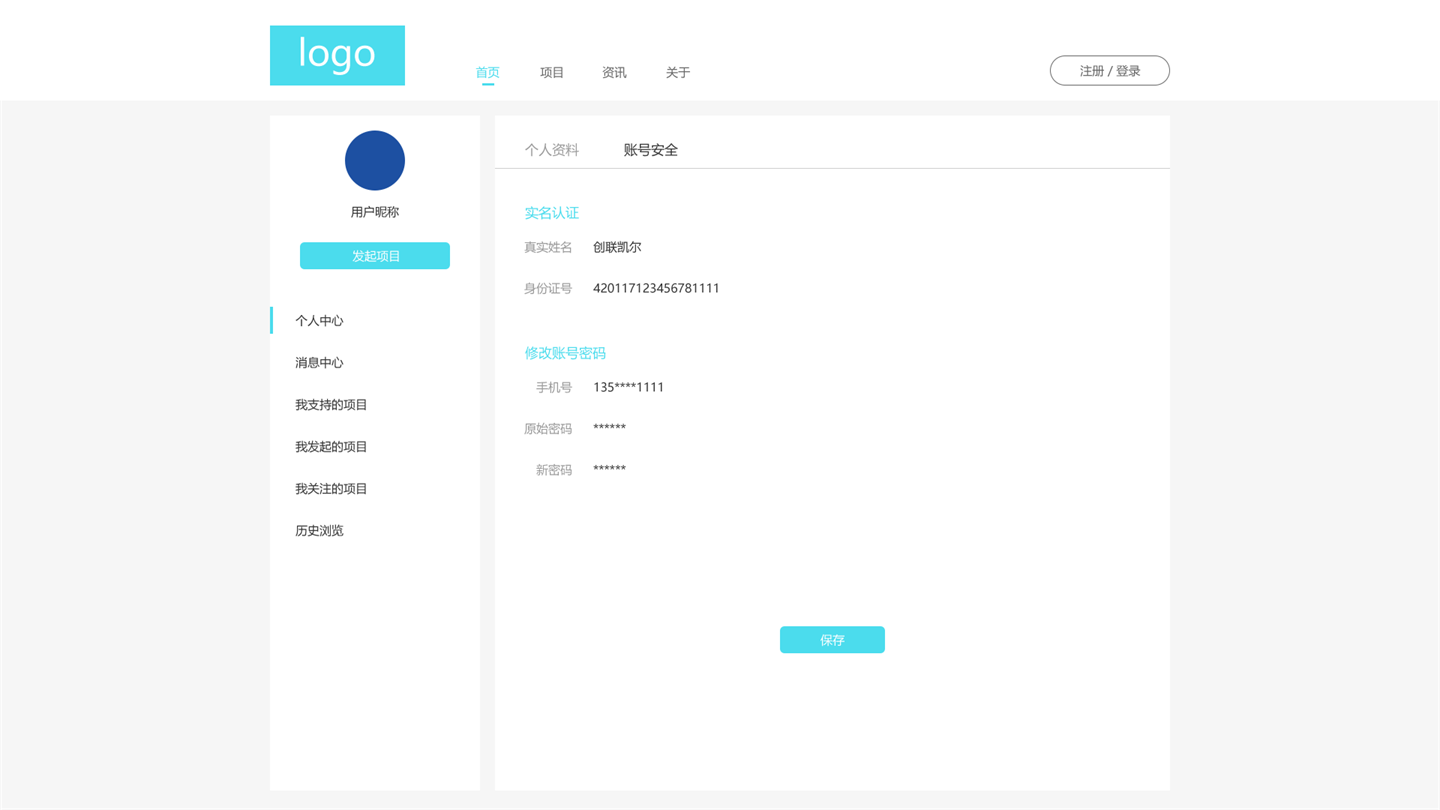 logo
首页 项目 资讯 关于 注册 / 登录
用户昵称
发起项目
个人中心
消息中心
我支持的项目
我发起的项目
我关注的项目
历史浏览
个人资料 账号安全
实名认证
真实姓名 创联凯尔
身份证号 420117123456781111
修改账号密码
手机号 135****1111
原始密码 ******
新密码 ******
保存